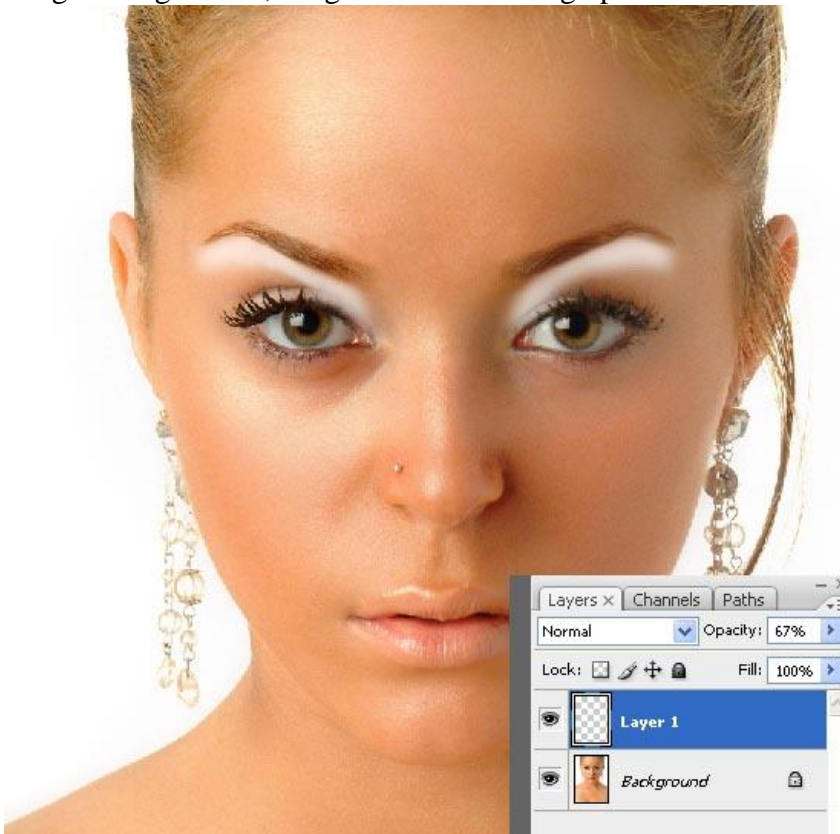 Layers × Channels Paths
Normal Opacity: 67%
Lock: Fill: 100%
Layer 1
Background